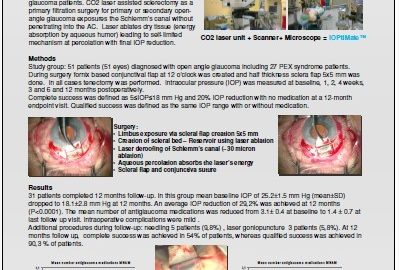 glaucoma patients. CO2 laser assisted sclerectomy as a
primary filtration surgery for primary or secondary open-
angle glaucoma exposures the Schlemm's canal without
penetrating into the AC. Laser ablates dry tissue (energy
absorption by aqueous humor) leading to self-limited
mechanism at percolation with final IOP reduction.
CO2 laser unit + Scanner+ Microscope = IOPtiMate™
Methods
Study group: 51 patients (51 eyes) diagnosed with open angle glaucoma including 27 PEX syndrome patients.
During surgery fornix based conjunctival flap at 12 o'clock was created and half thickness sclera flap 5x5 mm was
done. In all cases tenectomy was performed. Intraocular pressure (IOP) was measured at baseline, 1, 2, 4 weeks,
3 and 6 and 12 months postoperatively.
Complete success was defined as 5≤IOP≤18 mm Hg and 20% IOP reduction with no medication at a 12-month
endpoint visit. Qualified success was defined as the same IOP range with or without medication.
Surgery :
- Limbus exposure via scleral flap creasion 5x5 mm
- Creasion of scleral bed – Reservoir using laser ablation
- Laser deroofing of Schlemm's canal (~30 micron
ablasion)
- Aqueous percolasion absorbs the laser's energy
- Scleral flap and conjunctiva suture
Results
31 patients completed 12 months follow-up. In this group mean baseline IOP of 25.2±1.5 mm Hg (mean±SD)
dropped to 18.1±2.8 mm Hg at 12 months. An average IOP reduction of 29,2% was achieved at 12 months
(P<0.0001). The mean number of antiglaucoma medications was reduced from 3.1± 0.4 at baseline to 1.4 ± 0.7 at
last follow up visit. Intraoperative complications were mild .
Additional procedures during follow-up: needling 5 patients (9,8%) , laser goniopuncture 3 patients (5,8%). At 12
months follow up, complete success was achieved in 54% of patients, whereas qualified success was achieved in
90,3 % of patients.
Mean number antiglaucoma medications
Mean number antiglaucoma medications